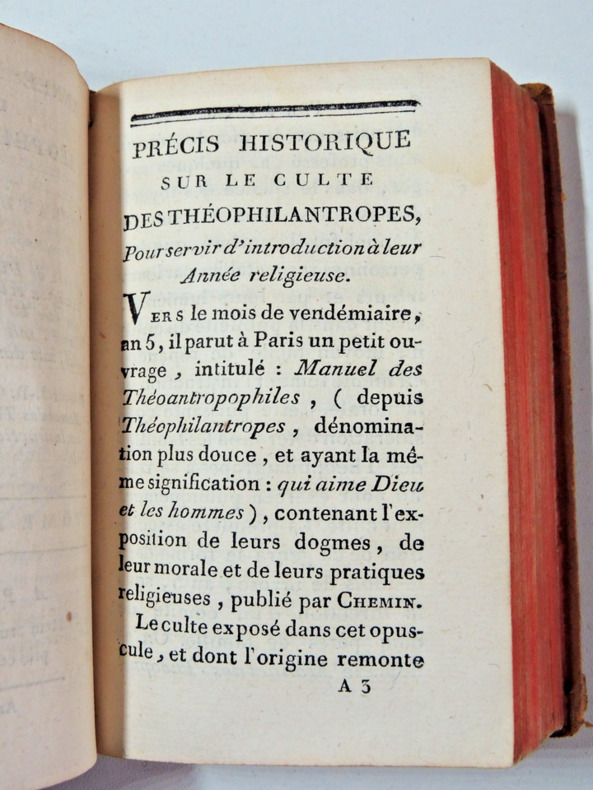 PRÉCIS HISTORIQUE
SUR LE CULTE
DES THÉOPHILANTROPES,
Pour servir d'introduction à leur
Année religieuse.
VERS le mois de vendémiaire,
an 5, il parut à Paris un petit ou-
vrage, intitulé : Manuel des
Théoantropophiles, ( depuis
Théophilantropes, dénomina-
tion plus douce, et ayant la mê-
me signification : qui aime Dieu
et les hommes ), contenant l'ex-
position de leurs dogmes, de
leur morale et de leurs pratiques
religieuses, publié par CHEMIN.
Le culte exposé dans cet opus-
cule, et dont l'origine remonte
A 3